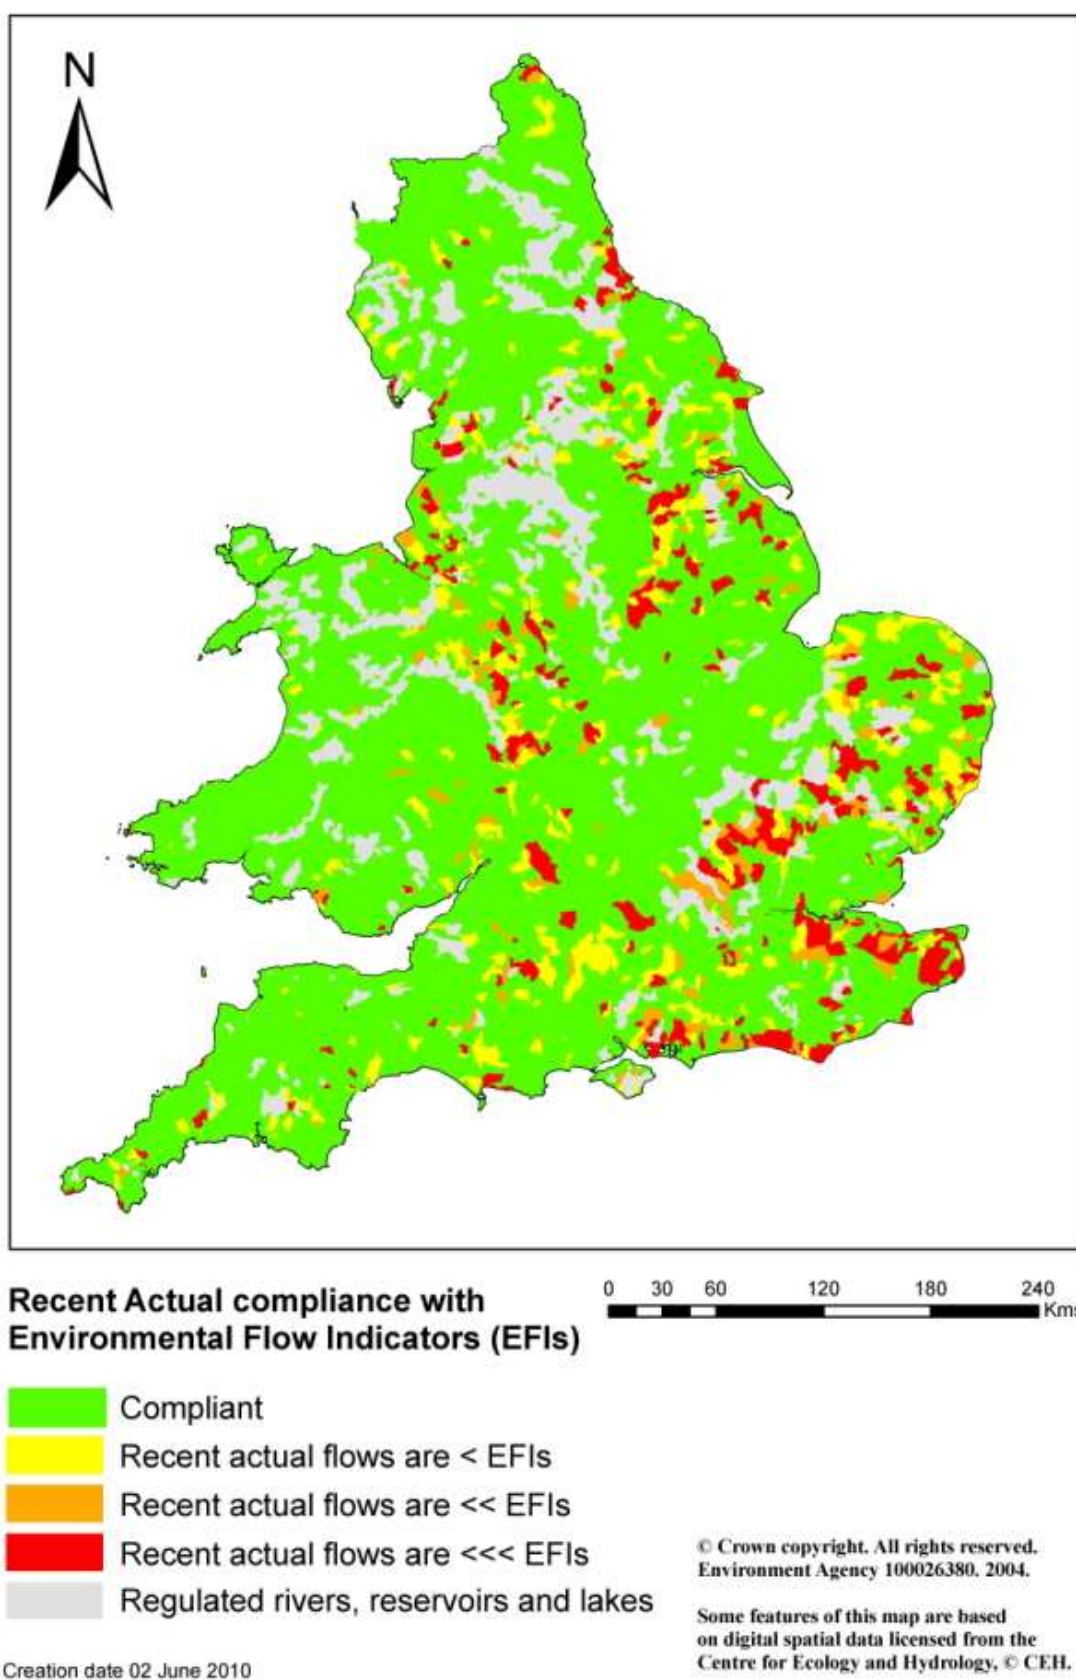 N
Recent Actual compliance with
Environmental Flow Indicators (EFIs)
0 30 60 120 180 240
Kms
Compliant
Recent actual flows are < EFIs
Recent actual flows are << EFIs
Recent actual flows are <<< EFIs
Regulated rivers, reservoirs and lakes
© Crown copyright. All rights reserved.
Environment Agency 100026380. 2004.
Some features of this map are based
on digital spatial data licensed from the
Centre for Ecology and Hydrology, © CEH.
Creation date 02 June 2010